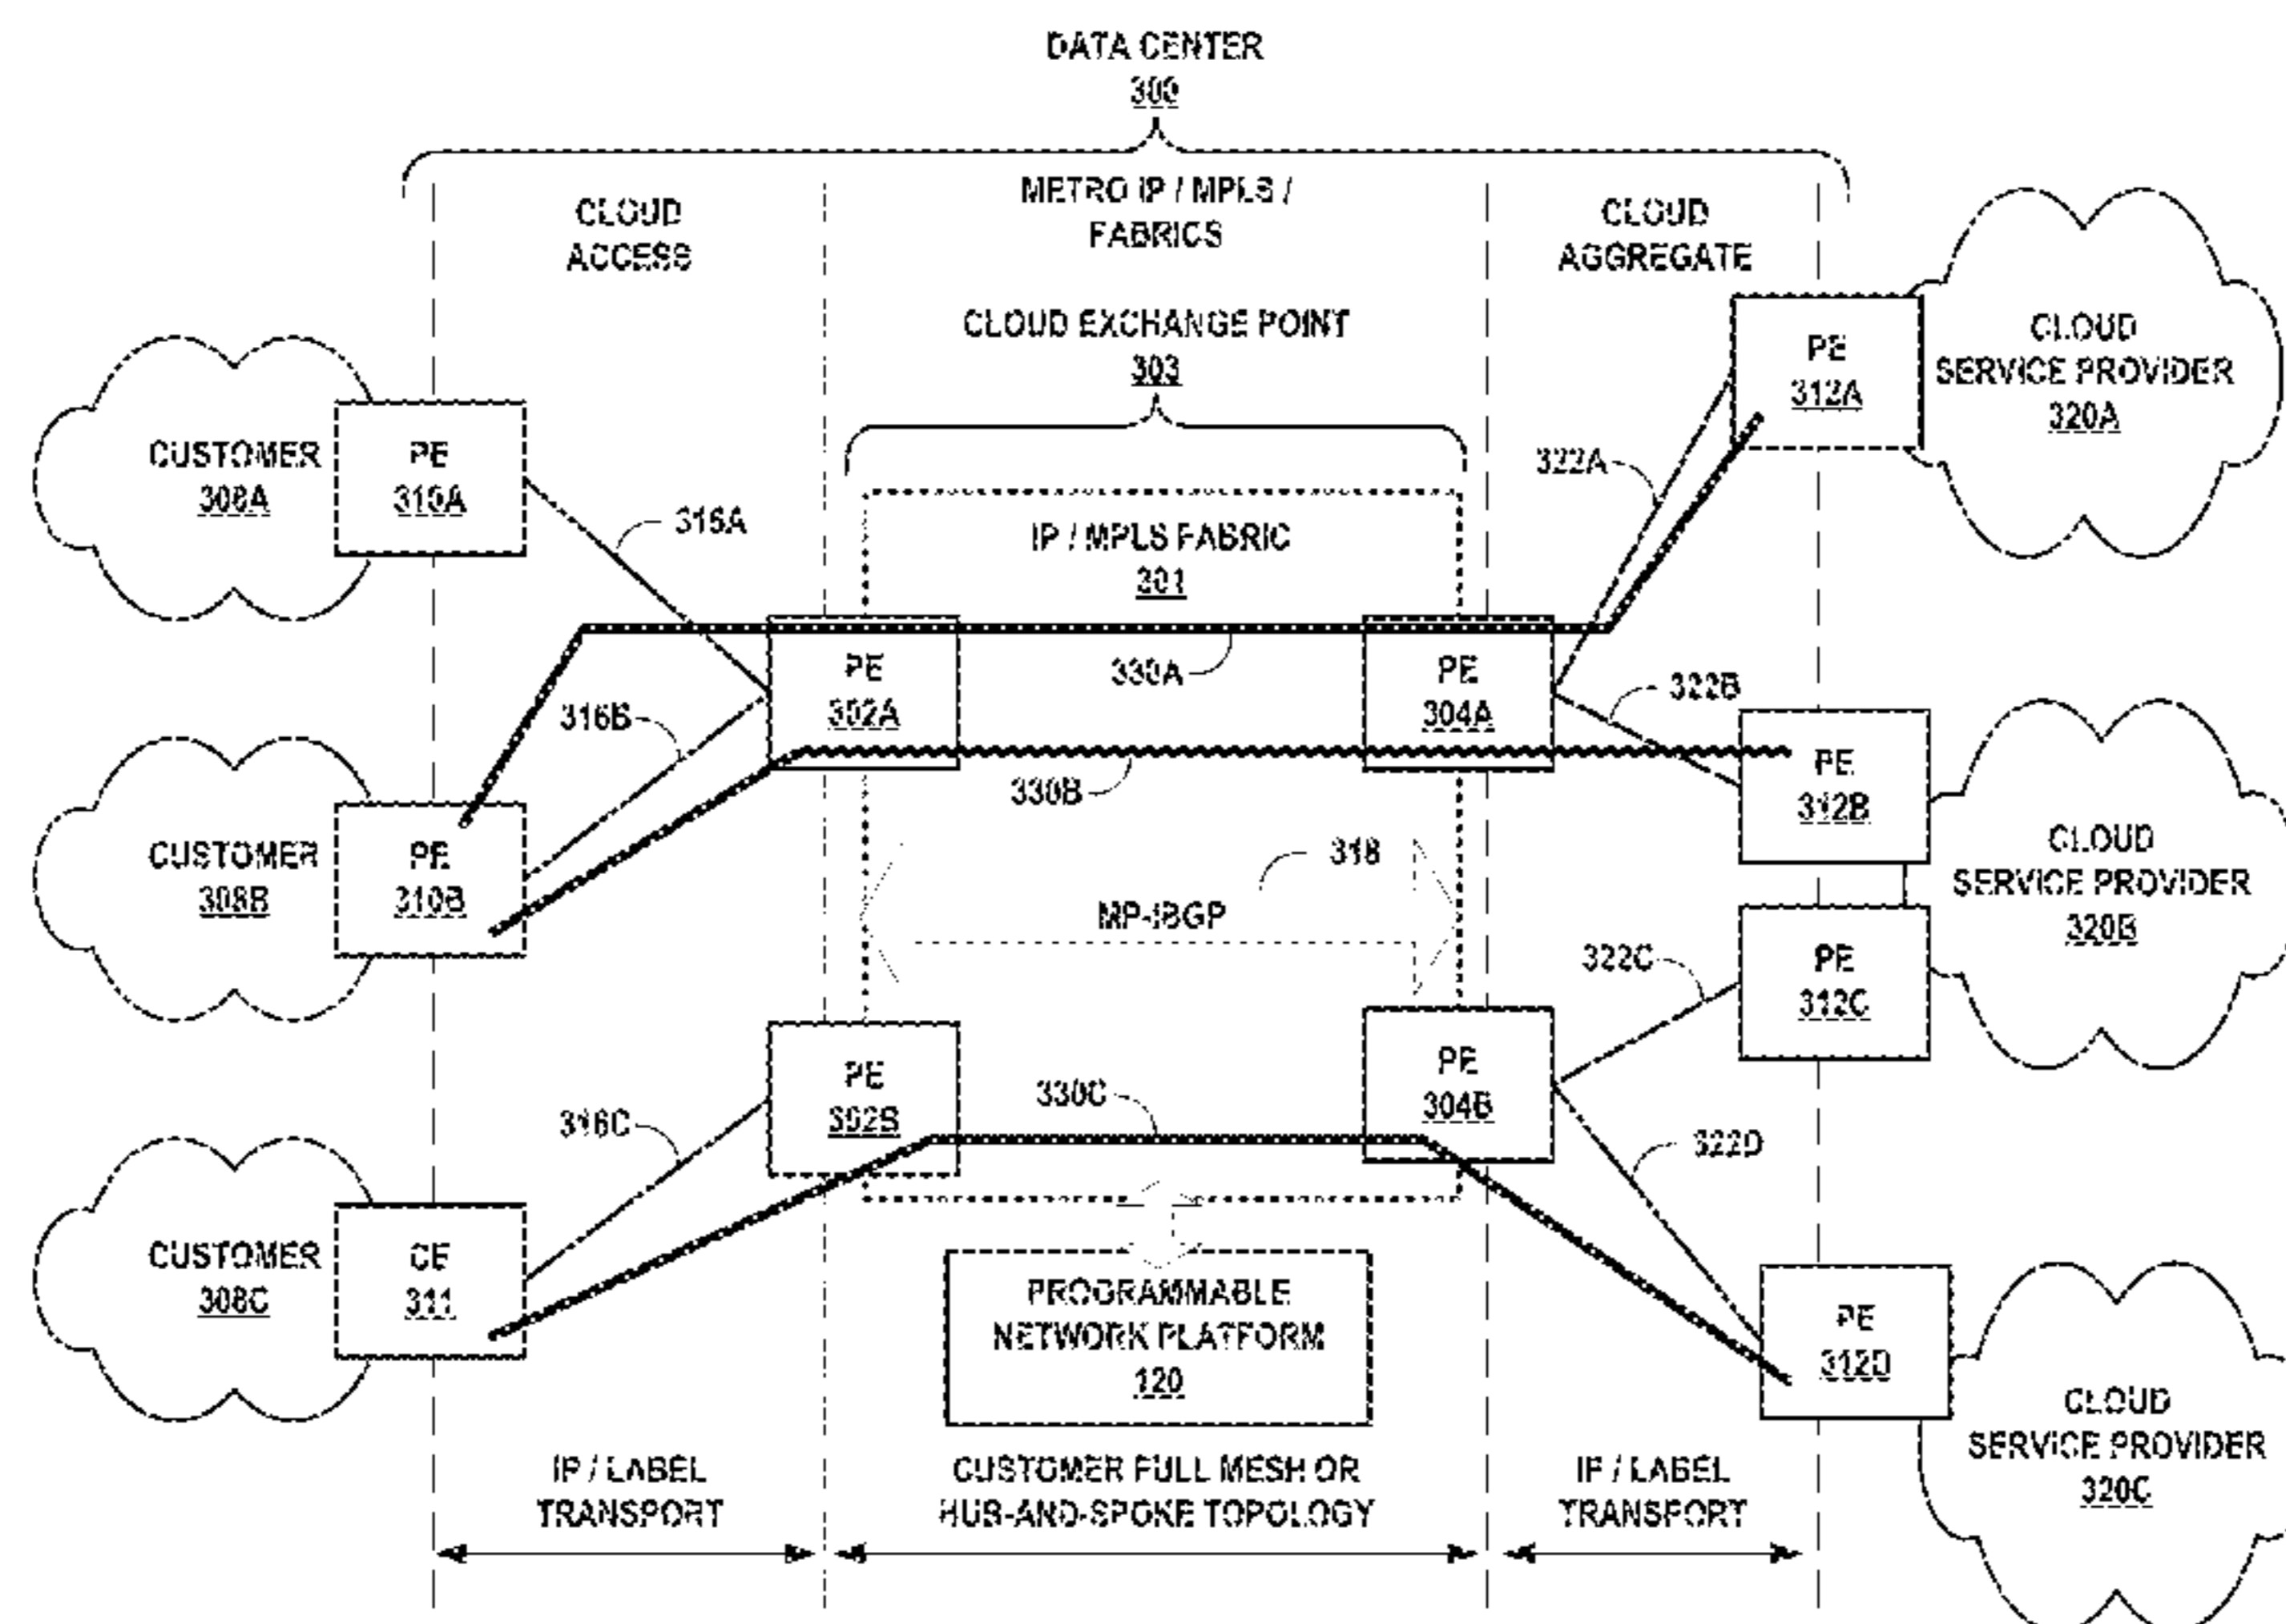 DATA CENTER
300
CLOUD
ACCESS
METRO IP / MPLS /
FABRICS
CLOUD
AGGREGATE
CLOUD EXCHANGE POINT
303
PE
312A
CLOUD
SERVICE PROVIDER
320A
CUSTOMER
308A
PE
310A
316A
322A
IP / MPLS FABRIC
301
PE
302A
330A
PE
304A
322B
316B
330B
PE
312B
CUSTOMER
308B
PE
310B
318
MP-IBGP
CLOUD
SERVICE PROVIDER
320B
322C
PE
312C
PE
302B
330C
PE
304B
316C
322D
CUSTOMER
308C
CE
311
PROGRAMMABLE
NETWORK PLATFORM
120
PE
312D
CLOUD
SERVICE PROVIDER
320C
IP / LABEL
TRANSPORT
CUSTOMER FULL MESH OR
HUB-AND-SPOKE TOPOLOGY
IP / LABEL
TRANSPORT